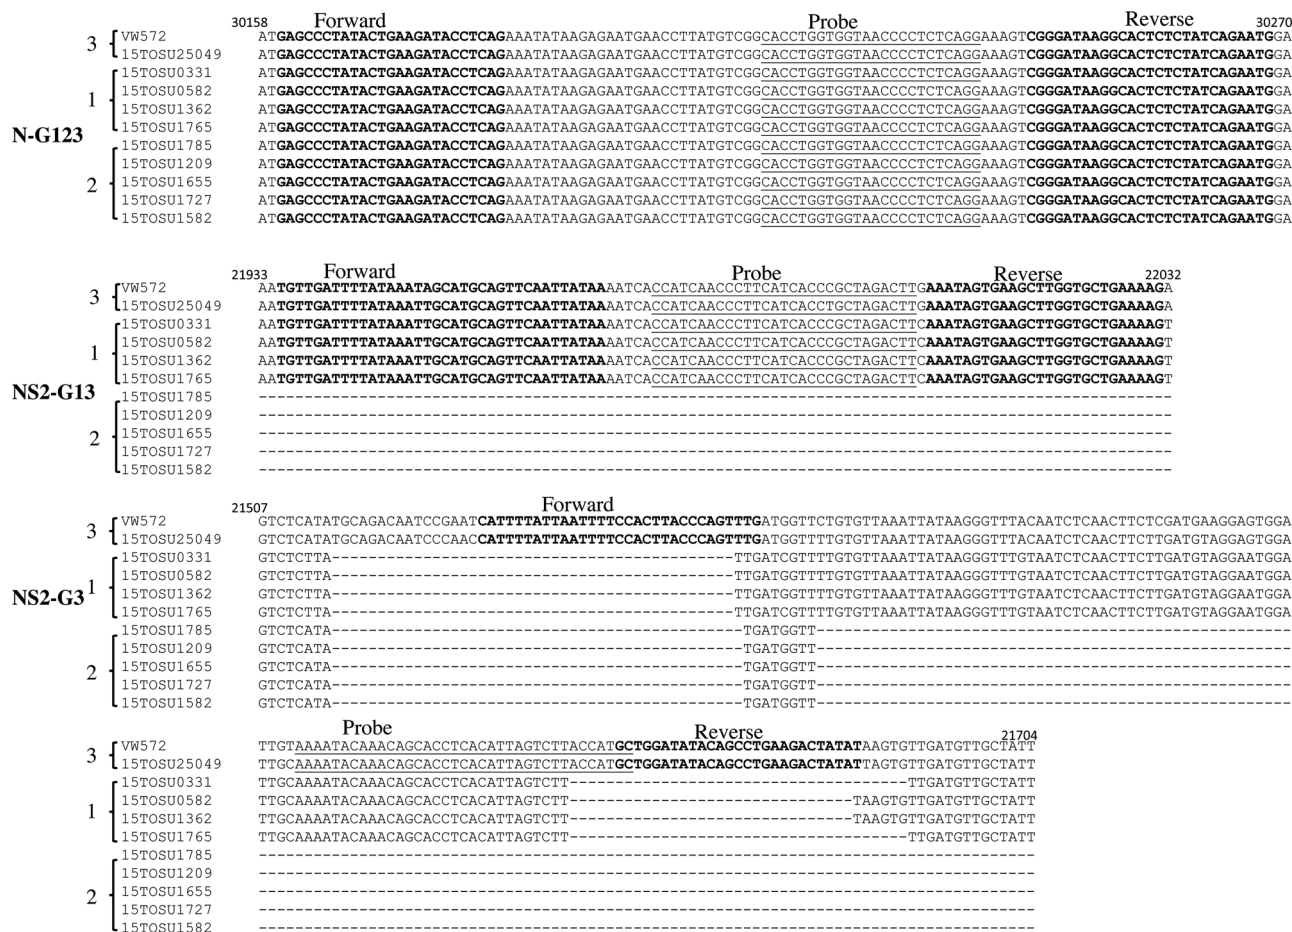 30158 Forward Probe Reverse 30270
3 VW572 ATGAGCCCTATACTGAAGATACCTCAGAAATATAAGAGAATGAACCTTATGTCGGCACCTGGTGGTAACCCCTCTCAGGAAAGTCGGGATAAGGCACTCTCTATCAGAATGGA
15TOSU25049 ATGAGCCCTATACTGAAGATACCTCAGAAATATAAGAGAATGAACCTTATGTCGGCACCTGGTGGTAACCCCTCTCAGGAAAGTCGGGATAAGGCACTCTCTATCAGAATGGA
15TOSU0331 ATGAGCCCTATACTGAAGATACCTCAGAAATATAAGAGAATGAACCTTATGTCGGCACCTGGTGGTAACCCCTCTCAGGAAAGTCGGGATAAGGCACTCTCTATCAGAATGGA
1 15TOSU0582 ATGAGCCCTATACTGAAGATACCTCAGAAATATAAGAGAATGAACCTTATGTCGGCACCTGGTGGTAACCCCTCTCAGGAAAGTCGGGATAAGGCACTCTCTATCAGAATGGA
15TOSU1362 ATGAGCCCTATACTGAAGATACCTCAGAAATATAAGAGAATGAACCTTATGTCGGCACCTGGTGGTAACCCCTCTCAGGAAAGTCGGGATAAGGCACTCTCTATCAGAATGGA
N-G123 15TOSU1765 ATGAGCCCTATACTGAAGATACCTCAGAAATATAAGAGAATGAACCTTATGTCGGCACCTGGTGGTAACCCCTCTCAGGAAAGTCGGGATAAGGCACTCTCTATCAGAATGGA
15TOSU1785 ATGAGCCCTATACTGAAGATACCTCAGAAATATAAGAGAATGAACCTTATGTCGGCACCTGGTGGTAACCCCTCTCAGGAAAGTCGGGATAAGGCACTCTCTATCAGAATGGA
15TOSU1209 ATGAGCCCTATACTGAAGATACCTCAGAAATATAAGAGAATGAACCTTATGTCGGCACCTGGTGGTAACCCCTCTCAGGAAAGTCGGGATAAGGCACTCTCTATCAGAATGGA
2 15TOSU1655 ATGAGCCCTATACTGAAGATACCTCAGAAATATAAGAGAATGAACCTTATGTCGGCACCTGGTGGTAACCCCTCTCAGGAAAGTCGGGATAAGGCACTCTCTATCAGAATGGA
15TOSU1727 ATGAGCCCTATACTGAAGATACCTCAGAAATATAAGAGAATGAACCTTATGTCGGCACCTGGTGGTAACCCCTCTCAGGAAAGTCGGGATAAGGCACTCTCTATCAGAATGGA
15TOSU1582 ATGAGCCCTATACTGAAGATACCTCAGAAATATAAGAGAATGAACCTTATGTCGGCACCTGGTGGTAACCCCTCTCAGGAAAGTCGGGATAAGGCACTCTCTATCAGAATGGA
21933 Forward Probe Reverse 22032
3 VW572 AATGTTGATTTTATAAATAGCATGCAGTTCAATTATAAAATCACCATCAACCCTTCATCACCCGCTAGACTTGAAATAGTGAAGCTTGGTGCTGAAAAGA
15TOSU25049 AATGTTGATTTTATAAATTGCATGCAGTTCAATTATAAAATCACCATCAACCCTTCATCACCCGCTAGACTTGAAATAGTGAAGCTTGGTGCTGAAAAGA
15TOSU0331 AATGTTGATTTTATAAATTGCATGCAGTTCAATTATAAAATCACCATCAACCCTTCATCACCCGCTAGACTTCAAATAGTGAAGCTTGGTGCTGAAAAGT
1 15TOSU0582 AATGTTGATTTTATAAATTGCATGCAGTTCAATTATAAAATCACCATCAACCCTTCATCACCCGCTAGACTTCAAATAGTGAAGCTTGGTGCTGAAAAGT
15TOSU1362 AATGTTGATTTTATAAATTGCATGCAGTTCAATTATAAAATCACCATCAACCCTTCATCACCTGCTAGACTTCAAATAGTGAAGCTTGGTGCTGAAAAGT
15TOSU1765 AATGTTGATTTTATAAATTGCATGCAGTTCAATTATAAAATCACCATCAACCCTTCATCACCCGCTAGACTTCAAATAGTGAAGCTTGGTGCTGAAAAGT
NS2-G13 15TOSU1785 ----------------------------------------------------------------------------------------------------
15TOSU1209 ----------------------------------------------------------------------------------------------------
2 15TOSU1655 ----------------------------------------------------------------------------------------------------
15TOSU1727 ----------------------------------------------------------------------------------------------------
15TOSU1582 ----------------------------------------------------------------------------------------------------
21507 Forward
3 VW572 GTCTCATATGCAGACAATCCGAATCATTTTATTAATTTTCCACTTACCCAGTTTGATGGTTCTGTGTTAAATTATAAGGGTTTACAATCTCAACTTCTCGATGAAGGAGTGGA
15TOSU25049 GTCTCATATGCAGACAATCCCAACCATTTTATTAATTTTCCACTTACCCAGTTTGATGGTTTTGTGTTAAATTATAAGGGTTTACAATCTCAACTTCTTGATGTAGGAGTGGA
15TOSU0331 GTCTCTTA--------------------------------------------TTGATGGTTTTGTGTTAAATTATAAGGGTTTGTAATCTCAACTTCTTGATGTAGGAATGGA
15TOSU0582 GTCTCTTA--------------------------------------------TTGATGGTTTTGTGTTAAATTATAAGGGTTTGTAATCTCAACTTCTTGATGTAGGAATGGA
NS2-G3 1 15TOSU1362 GTCTCTTA--------------------------------------------TTGATCGTTTTGTGTTAAATTATAAGGGTTTGTAATCTCAACTTCTTGATGTAGGAATGGA
15TOSU1765 GTCTCTTA--------------------------------------------TTGATCGTTTTGTGTTAAATTATAAGGGTTTGTAATCTCAACTTCTTGATGTAGGAATGGA
15TOSU1785 GTCTCATA---------------------------------------------TGATGGTT----------------------------------------------------
15TOSU1209 GTCTCATA---------------------------------------------TGATGGTT----------------------------------------------------
2 15TOSU1655 GTCTCATA---------------------------------------------TGATGGTT----------------------------------------------------
15TOSU1727 GTCTCATA---------------------------------------------TGATGGTT----------------------------------------------------
15TOSU1582 GTCTCATA---------------------------------------------TGATGGTT----------------------------------------------------
Probe Reverse 21704
3 VW572 TTGTAAAATACAAACAGCACCTCACATTAGTCTTACCATGCTGGATATACAGCCTGAAGACTATATAAGTGTTGATGTTGCTATT
15TOSU25049 TTGCAAAATACAAACAGCACCTCACATTAGTCTTACCATGCTGGATATACAGCCTGAAGACTATATTAGTGTTGATGTTGCTATT
15TOSU0331 TTGCAAAATACAAACAGCACCTCACATTAGTCTT-------------------------------------TTGATGTTGCTATT
1 15TOSU0582 TTGCAAAATACAAACAGCACCTCACATTAGTCTT-------------------------------TAAGTGTTGATGTTGCTATT
15TOSU1362 TTGCAAAATACAAACAGCACCTCACATTAGTCTT-------------------------------TAAGTGTTGATGTTGCTATT
15TOSU1765 TTGCAAAATACAAACAGCACCTCACATTAGTCTT-------------------------------------TTGATGTTGCTATT
15TOSU1785 -------------------------------------------------------------------------------------
15TOSU1209 -------------------------------------------------------------------------------------
2 15TOSU1655 -------------------------------------------------------------------------------------
15TOSU1727 -------------------------------------------------------------------------------------
15TOSU1582 -------------------------------------------------------------------------------------